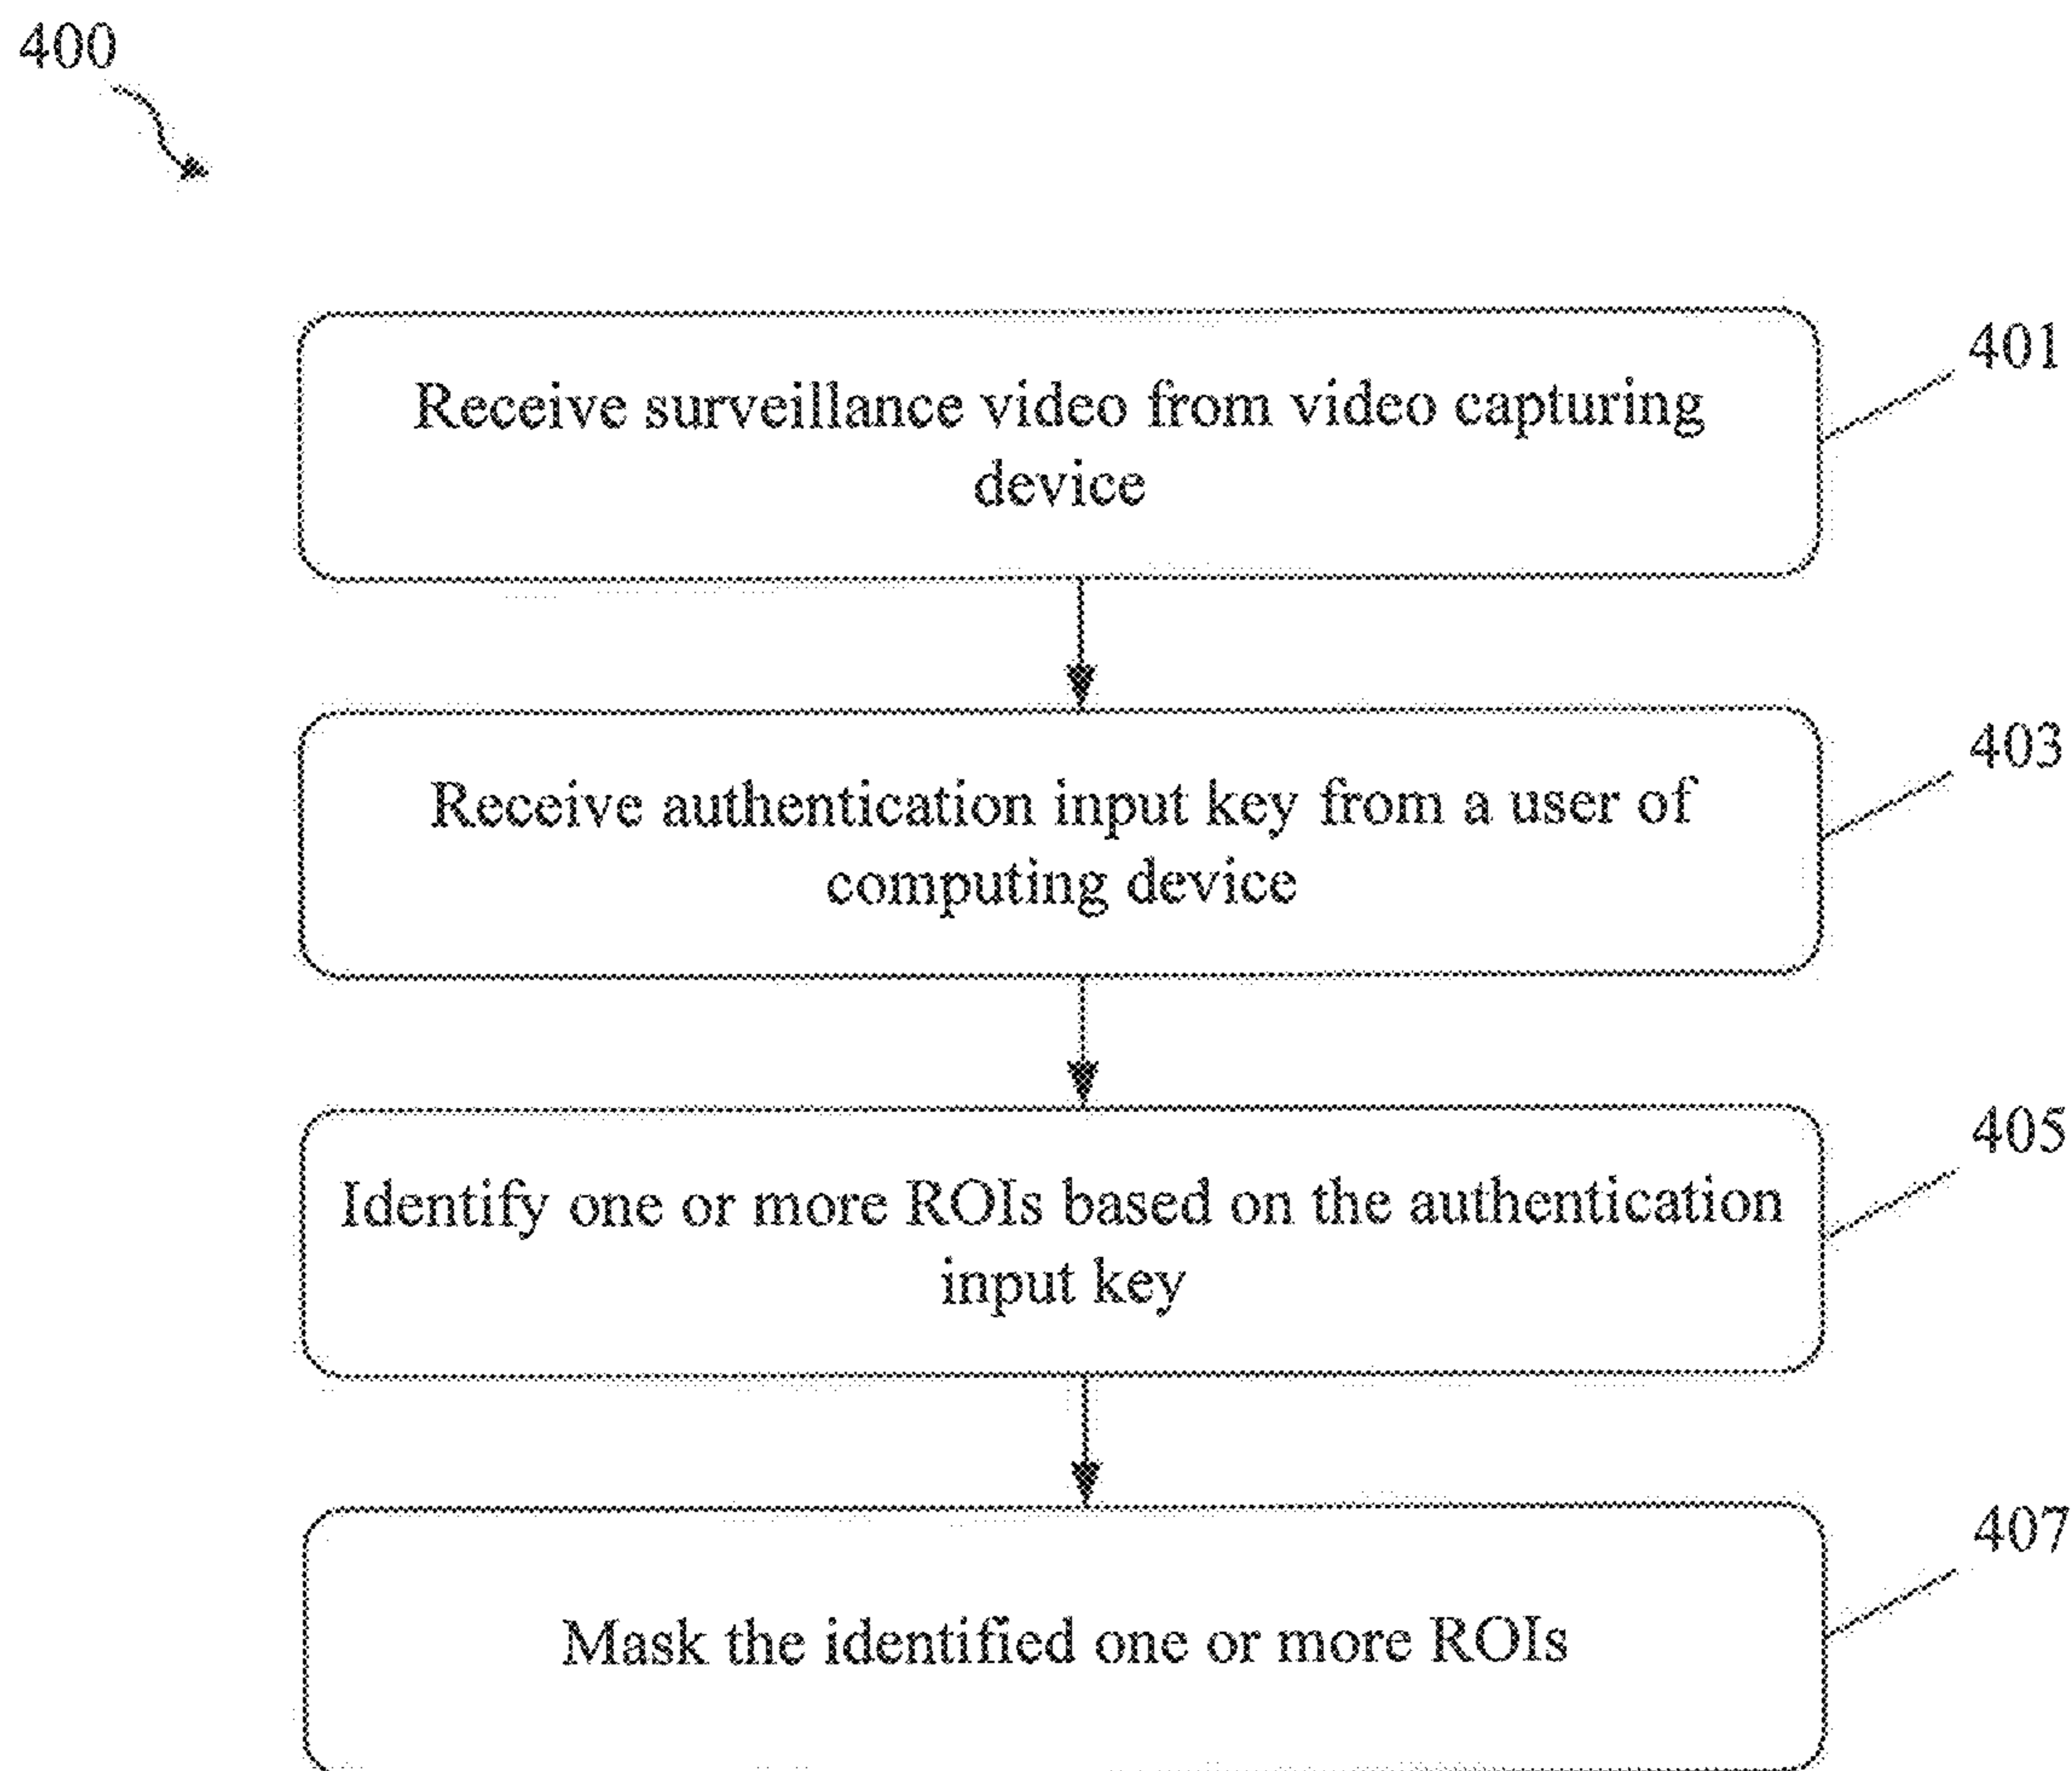 400
Receive surveillance video from video capturing
device
401
Receive authentication input key from a user of
computing device
403
Identify one or more ROIs based on the authentication
input key
405
Mask the identified one or more ROIs
407